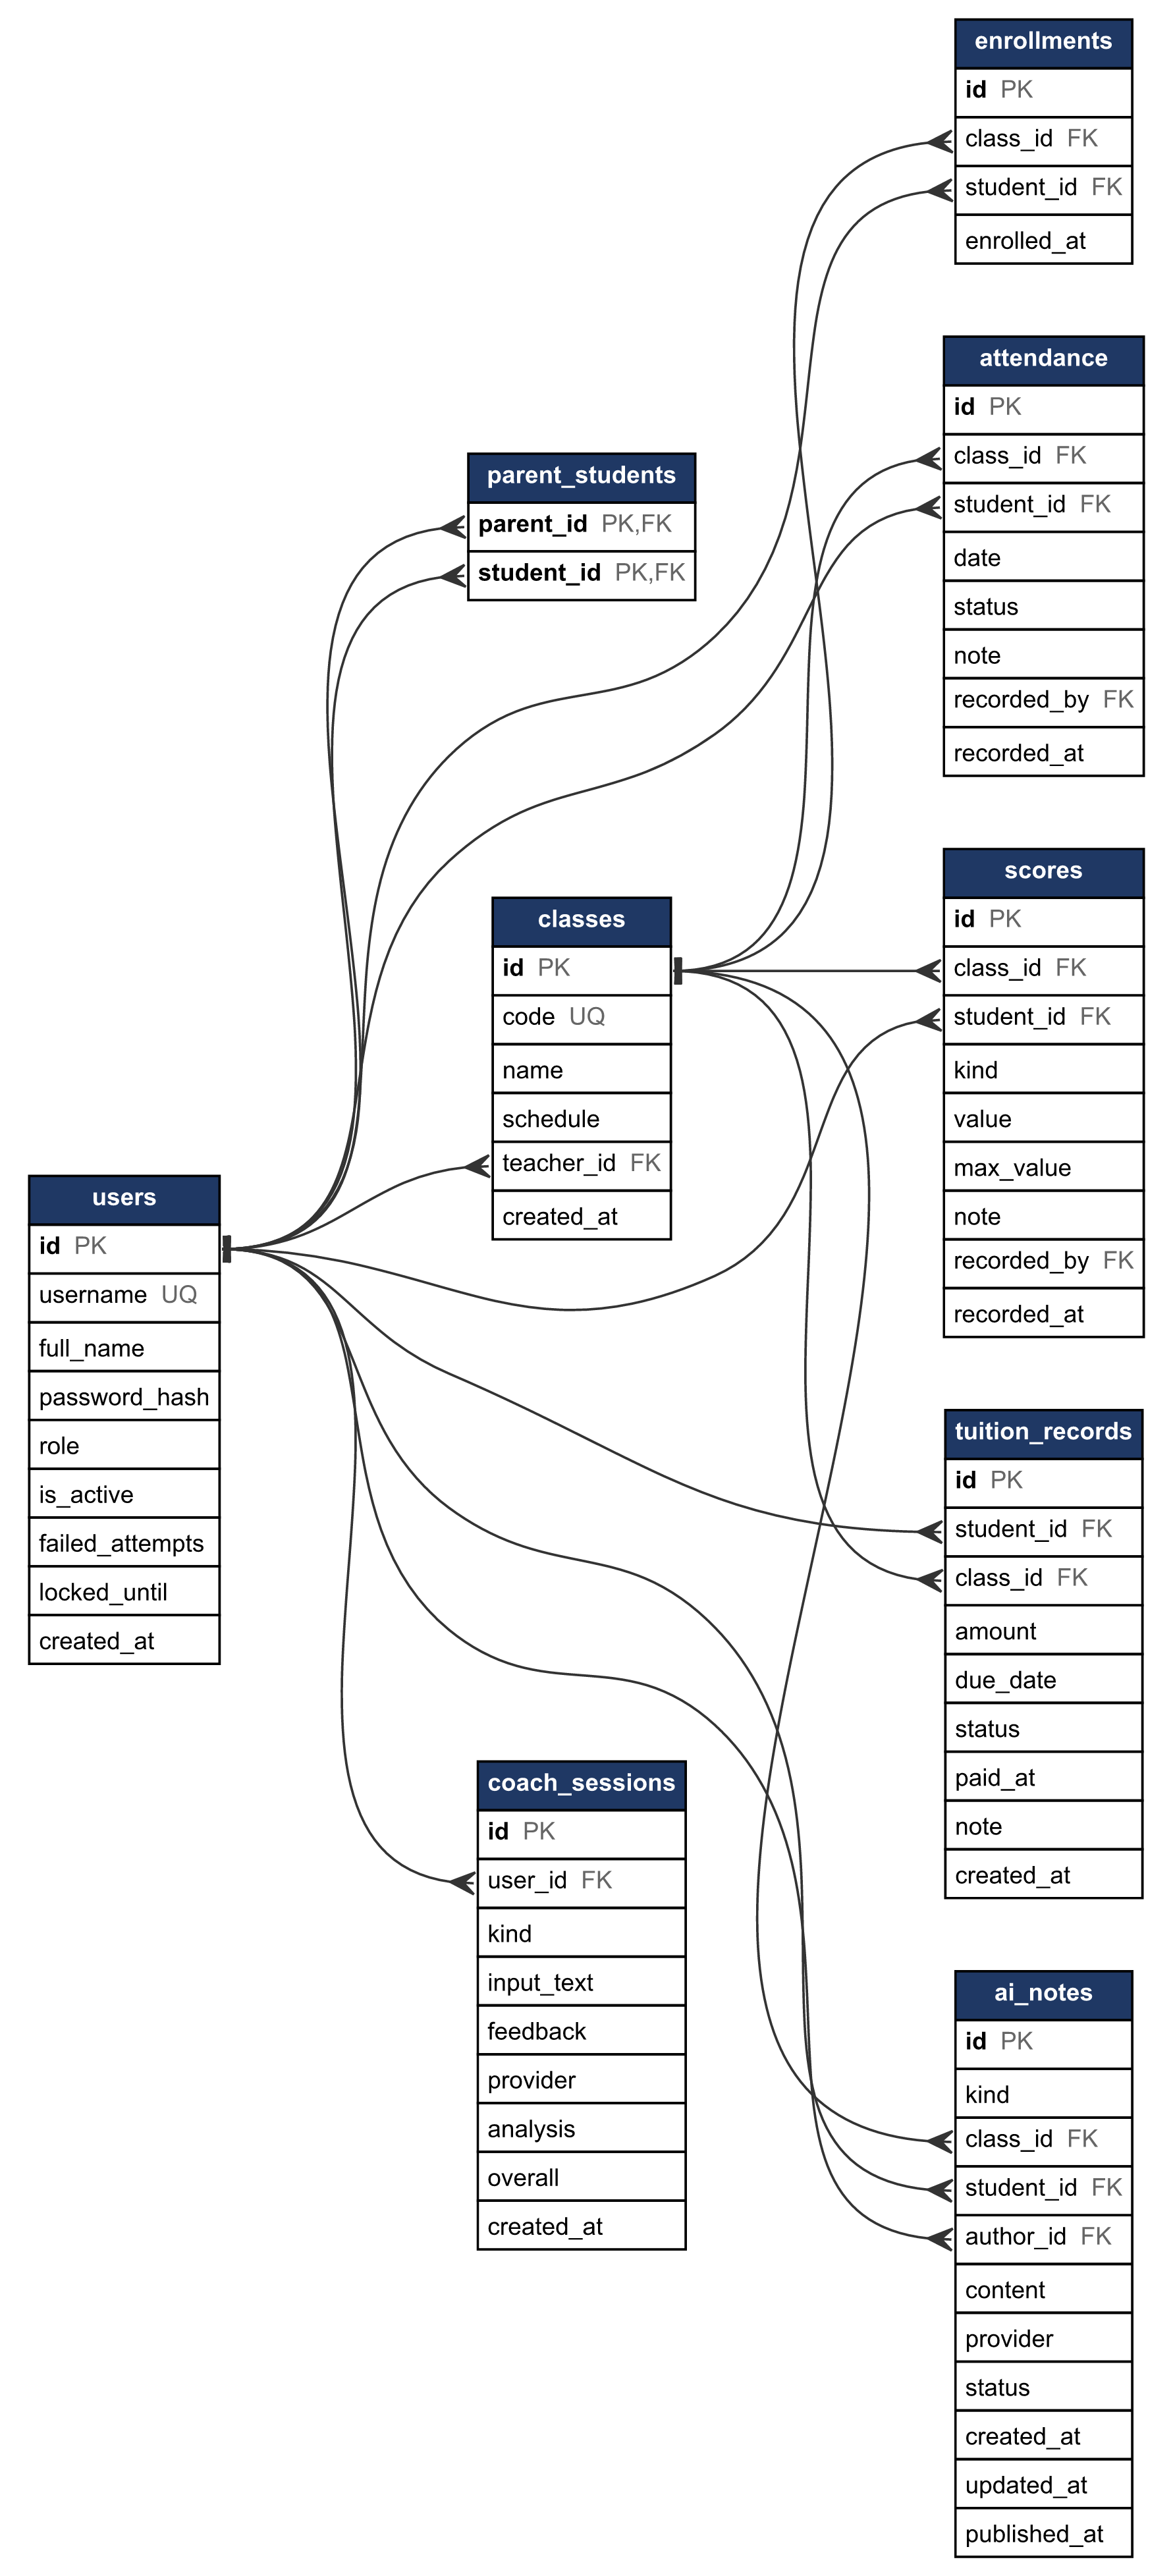 enrollments
id PK
class_id FK
student_id FK
enrolled_at
attendance
id PK
class_id FK
student_id FK
date
status
note
recorded_by FK
recorded_at
parent_students
parent_id PK,FK
student_id PK,FK
scores
id PK
class_id FK
student_id FK
kind
value
max_value
note
recorded_by FK
recorded_at
classes
id PK
code UQ
name
schedule
teacher_id FK
created_at
users
id PK
username UQ
full_name
password_hash
role
is_active
failed_attempts
locked_until
created_at
tuition_records
id PK
student_id FK
class_id FK
amount
due_date
status
paid_at
note
created_at
coach_sessions
id PK
user_id FK
kind
input_text
feedback
provider
analysis
overall
created_at
ai_notes
id PK
kind
class_id FK
student_id FK
author_id FK
content
provider
status
created_at
updated_at
published_at